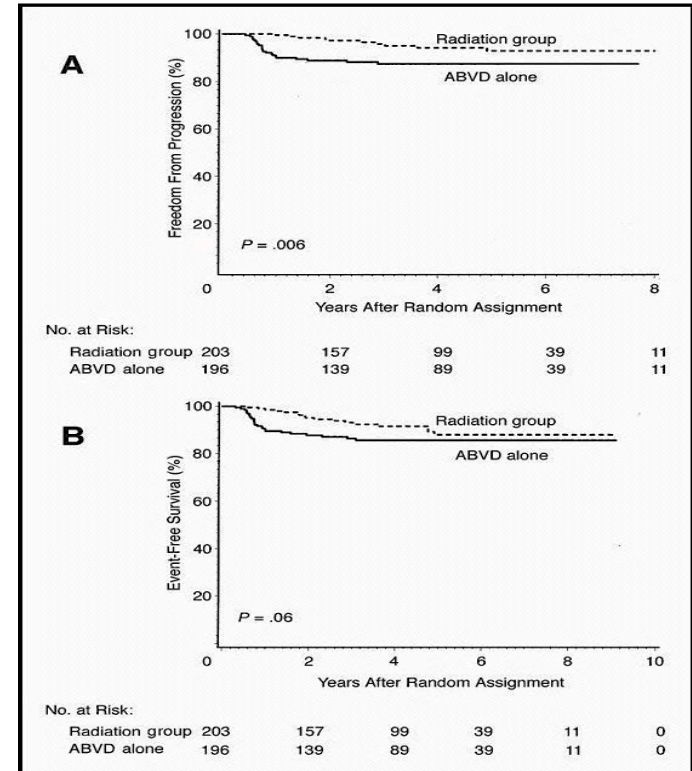 A
Freedom From Progression (%)
100
80
60
40
20
Radiation group
ABVD alone
P = .006
0 2 4 6 8
Years After Random Assignment
No. at Risk:
Radiation group 203 157 99 39 11
ABVD alone 196 139 89 39 11
B
Event-Free Survival (%)
100
80
60
40
20
Radiation group
ABVD alone
P = .06
0 2 4 6 8 10
Years After Random Assignment
No. at Risk:
Radiation group 203 157 99 39 11 0
ABVD alone 196 139 89 39 11 0